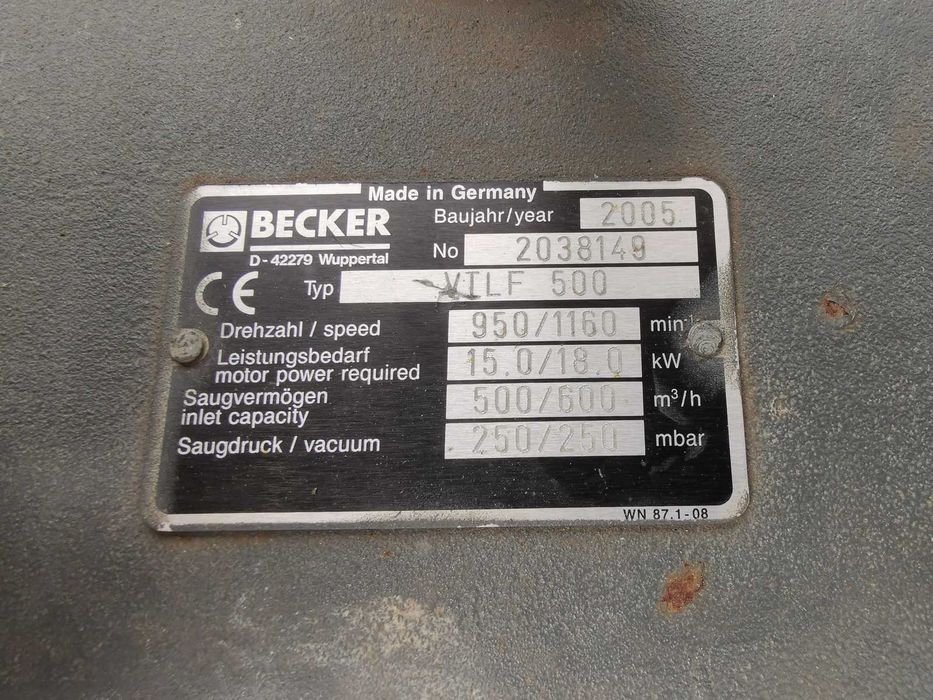 Made in Germany
BECKER
D-42279 Wuppertal
Baujahr/year 2005
No 2038149
CE Typ VTLF 500
Drehzahl / speed 950/1160 min-1
Leistungsbedarf
motor power required 15.0/18.0 kW
Saugvermögen
inlet capacity 500/600 m³/h
Saugdruck / vacuum 250/250 mbar
WN 87.1-08